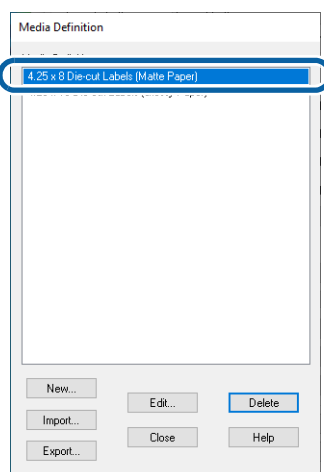 Media Definition
4.25 x 8 Die-cut Labels (Matte Paper)
New...
Edit...
Delete
Import...
Close
Help
Export...